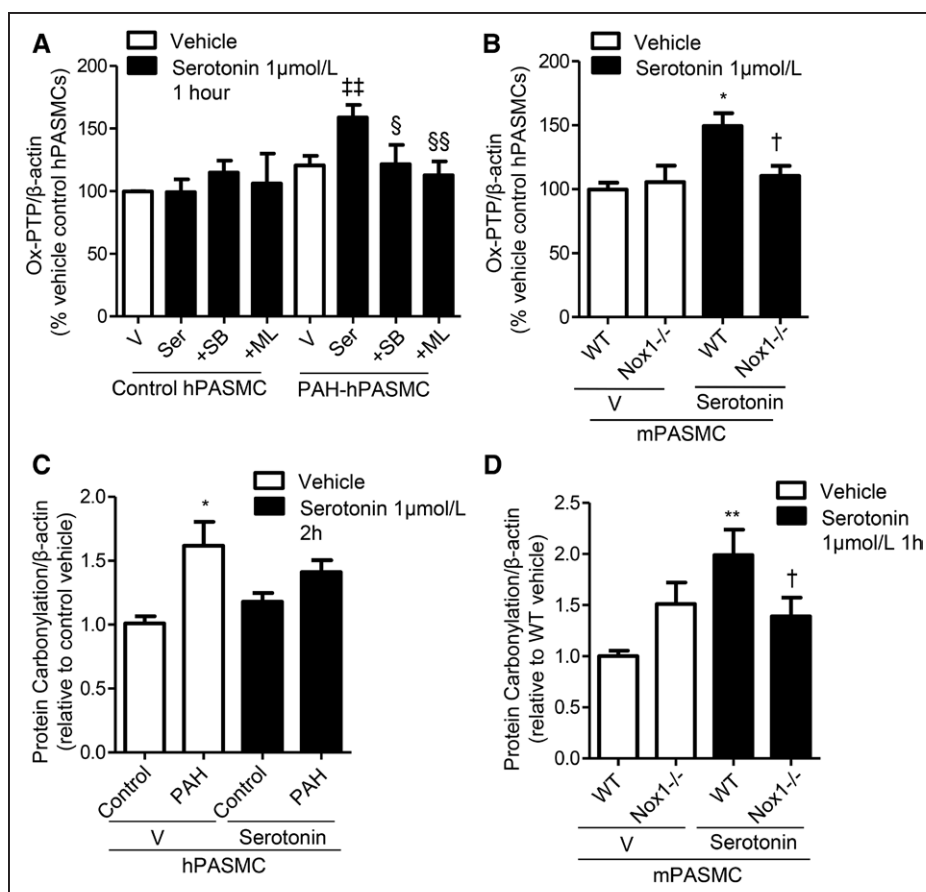 A
Vehicle
Serotonin 1µmol/L
1 hour
Ox-PTP/β-actin
(% vehicle control hPASMCs)
200
150
100
50
0
‡‡
§
§§
V
Ser
+SB
+ML
V
Ser
+SB
+ML
Control hPASMC
PAH-hPASMC
B
Vehicle
Serotonin 1µmol/L
Ox-PTP/β-actin
(% vehicle control hPASMCs)
200
150
100
50
0
*
†
WT
Nox1-/-
WT
Nox1-/-
V
Serotonin
mPASMC
C
Vehicle
Serotonin 1µmol/L
2h
Protein Carbonylation/β-actin
(relative to control vehicle)
2.0
1.5
1.0
0.5
0.0
*
Control
PAH
Control
PAH
V
Serotonin
hPASMC
D
Vehicle
Serotonin
1µmol/L 1h
Protein Carbonylation/β-actin
(relative to WT vehicle)
2.5
2.0
1.5
1.0
0.5
0.0
**
†
WT
Nox1-/-
WT
Nox1-/-
V
Serotonin
mPASMC